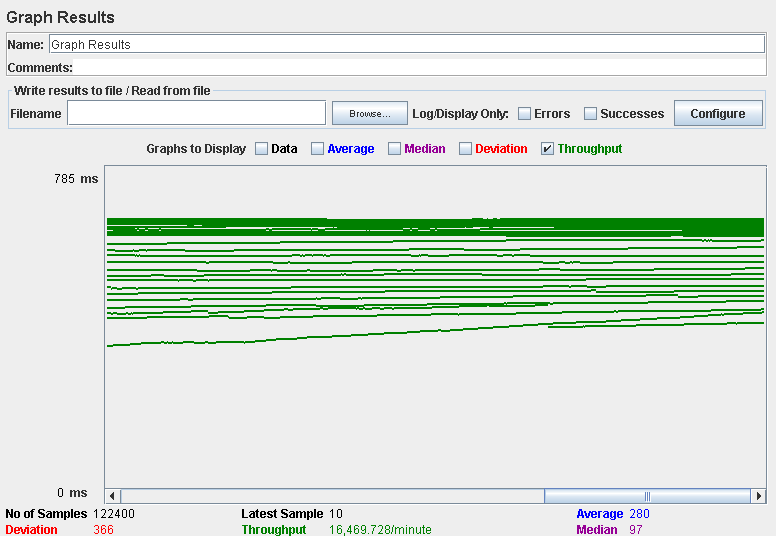 Graph Results
Name: Graph Results
Comments:
Write results to file / Read from file
Filename Browse... Log/Display Only: Errors Successes Configure
Graphs to Display Data Average Median Deviation Throughput
785 ms
0 ms
No of Samples 122400 Latest Sample 10 Average 280
Deviation 366 Throughput 16,469.728/minute Median 97